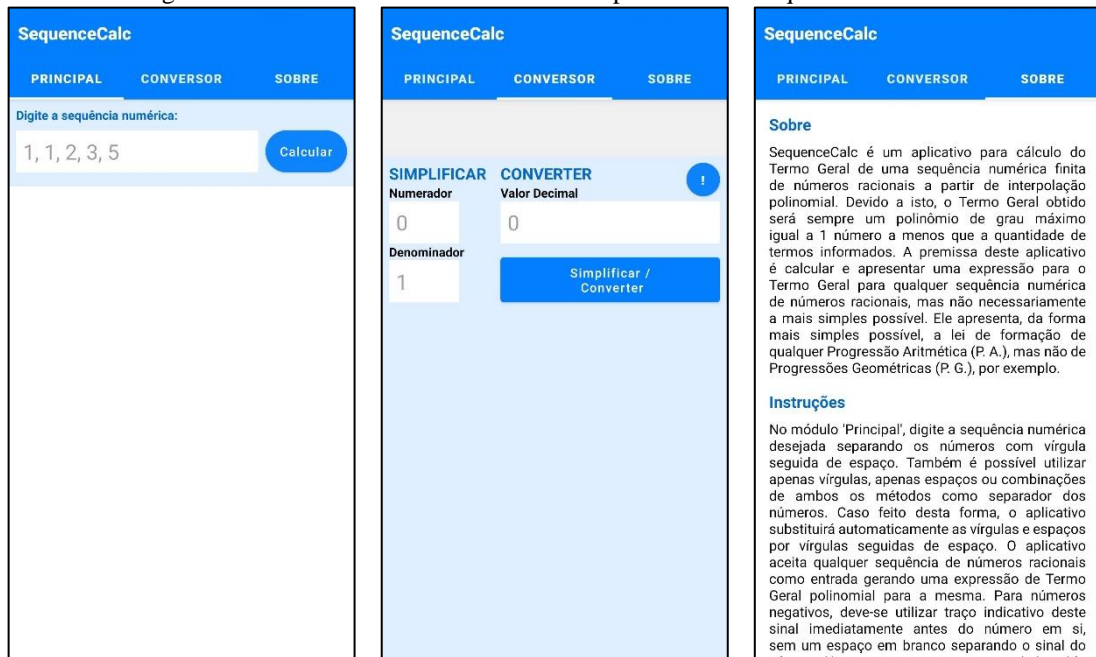 SequenceCalc
PRINCIPAL CONVERSOR SOBRE
Digite a sequência numérica:
1, 1, 2, 3, 5
Calcular
SequenceCalc
PRINCIPAL CONVERSOR SOBRE
SIMPLIFICAR CONVERTER
!
Numerador Valor Decimal
0 0
Denominador
1
Simplificar /
Converter
SequenceCalc
PRINCIPAL CONVERSOR SOBRE
Sobre
SequenceCalc é um aplicativo para cálculo do
Termo Geral de uma sequência numérica finita
de números racionais a partir de interpolação
polinomial. Devido a isto, o Termo Geral obtido
será sempre um polinômio de grau máximo
igual a 1 número a menos que a quantidade de
termos informados. A premissa deste aplicativo
é calcular e apresentar uma expressão para o
Termo Geral para qualquer sequência numérica
de números racionais, mas não necessariamente
a mais simples possível. Ele apresenta, da forma
mais simples possível, a lei de formação de
qualquer Progressão Aritmética (P. A.), mas não de
Progressões Geométricas (P. G.), por exemplo.
Instruções
No módulo 'Principal', digite a sequência numérica
desejada separando os números com vírgula
seguida de espaço. Também é possível utilizar
apenas vírgulas, apenas espaços ou combinações
de ambos os métodos como separador dos
números. Caso feito desta forma, o aplicativo
substituirá automaticamente as vírgulas e espaços
por vírgulas seguidas de espaço. O aplicativo
aceita qualquer sequência de números racionais
como entrada gerando uma expressão de Termo
Geral polinomial para a mesma. Para números
negativos, deve-se utilizar traço indicativo deste
sinal imediatamente antes do número em si,
sem um espaço em branco separando o sinal do